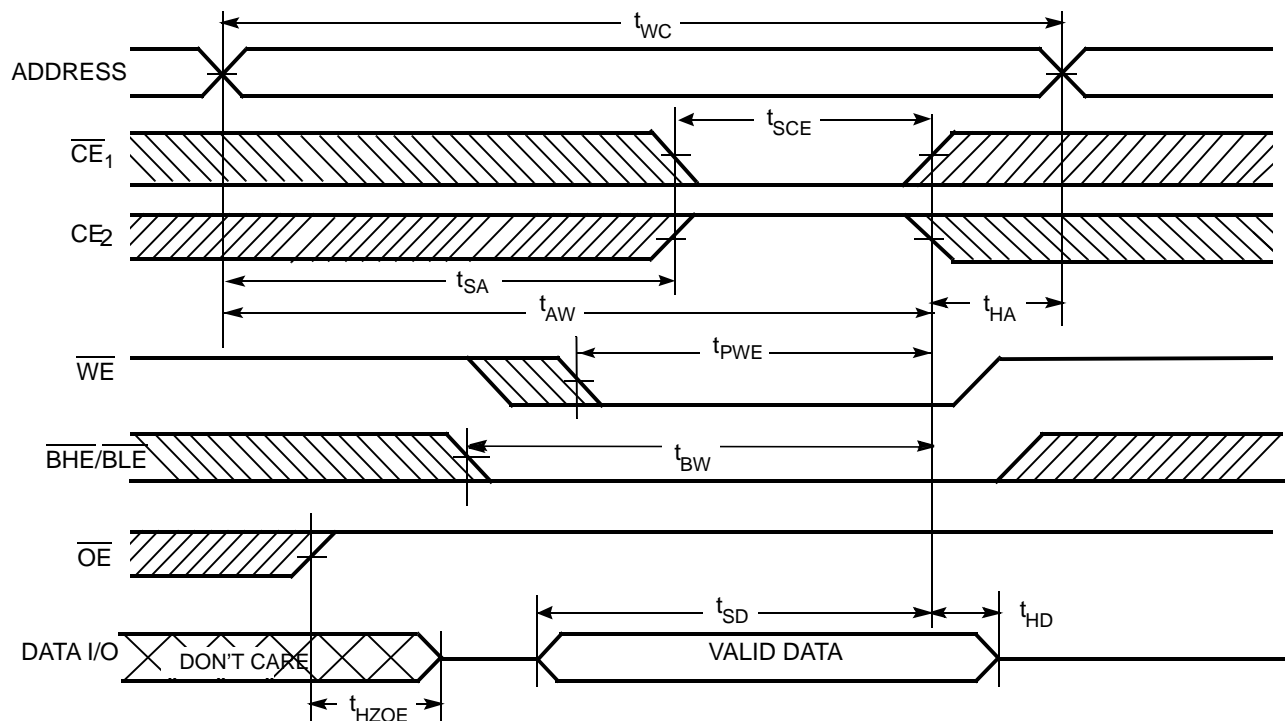 tWC
ADDRESS
tSCE
CE1
CE2
tSA
tAW
tHA
tPWE
WE
BHE/BLE
tBW
OE
tSD
tHD
DATA I/O
DON'T CARE
VALID DATA
tHZOE